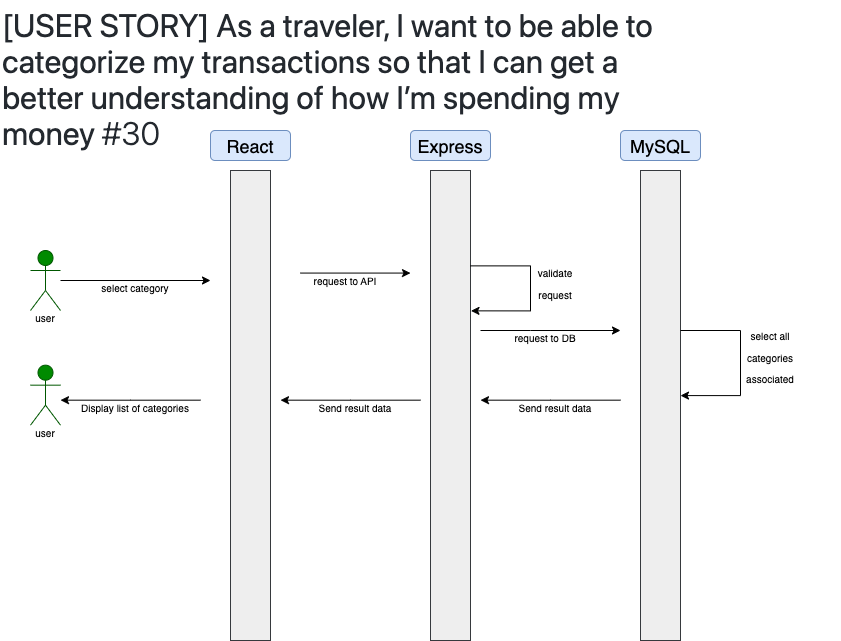 [USER STORY] As a traveler, I want to be able to
categorize my transactions so that I can get a
better understanding of how I’m spending my
money #30
React
Express
MySQL
select category
request to API
validate
request
user
request to DB
select all
categories
associated
Display list of categories
Send result data
Send result data
user